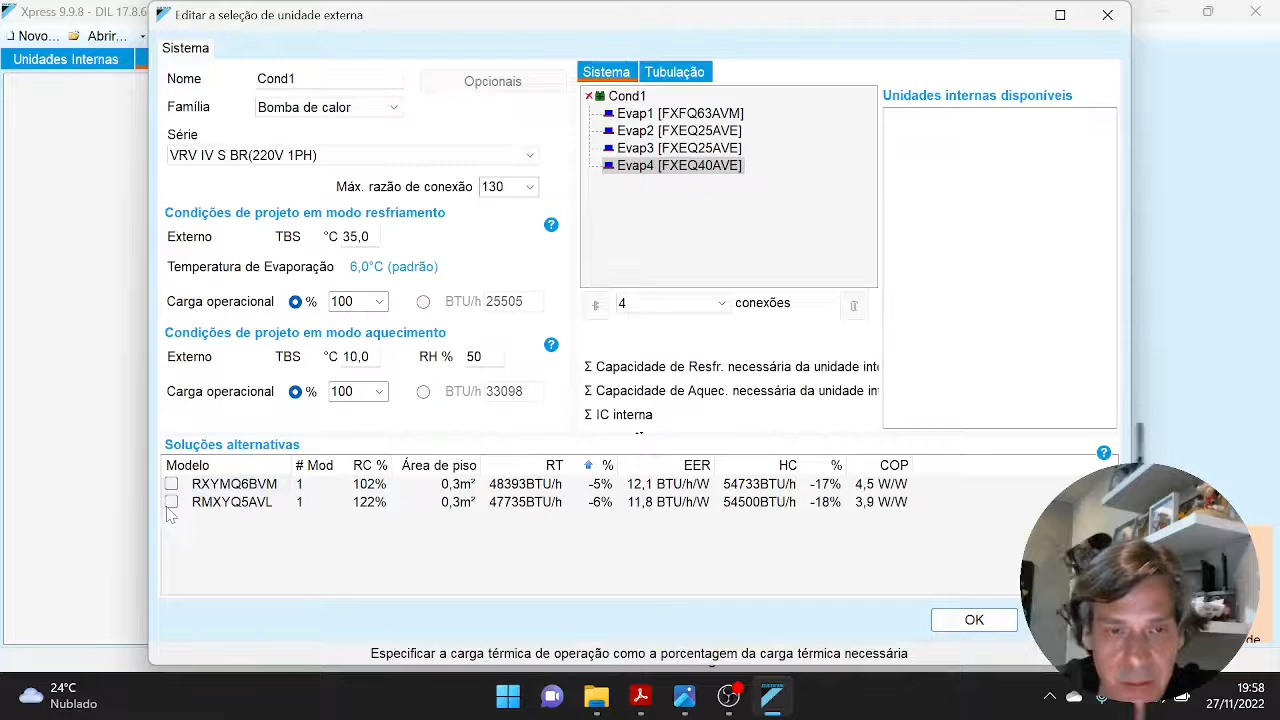 Xpress 9.9.8 - DIL 17.8.6
Editar a seleção de unidade externa
Novo... Abrir...
Unidades Internas
Sistema
Nome Cond1 Opcionais
Família Bomba de calor
Série
VRV IV S BR(220V 1PH)
Máx. razão de conexão 130
Condições de projeto em modo resfriamento
?
Externo TBS °C 35,0
Temperatura de Evaporação 6,0°C (padrão)
Carga operacional % 100 BTU/h 25505
Condições de projeto em modo aquecimento
?
Externo TBS °C 10,0 RH % 50
Carga operacional % 100 BTU/h 33098
Sistema Tubulação
Cond1
Evap1 [FXFQ63AVM]
Evap2 [FXEQ25AVE]
Evap3 [FXEQ25AVE]
Evap4 [FXEQ40AVE]
4 conexões
Σ Capacidade de Resfr. necessária da unidade inte
Σ Capacidade de Aquec. necessária da unidade in
Σ IC interna
Unidades internas disponíveis
Soluções alternativas
?
Modelo # Mod RC % Área de piso RT % EER HC % COP
RXYMQ6BVM 1 102% 0,3m² 48393BTU/h -5% 12,1 BTU/h/W 54733BTU/h -17% 4,5 W/W
RMXYQ5AVL 1 122% 0,3m² 47735BTU/h -6% 11,8 BTU/h/W 54500BTU/h -18% 3,9 W/W
OK
de
Especificar a carga térmica de operação como a porcentagem da carga térmica necessária
24°C
Nublado
19:58
27/11/2022